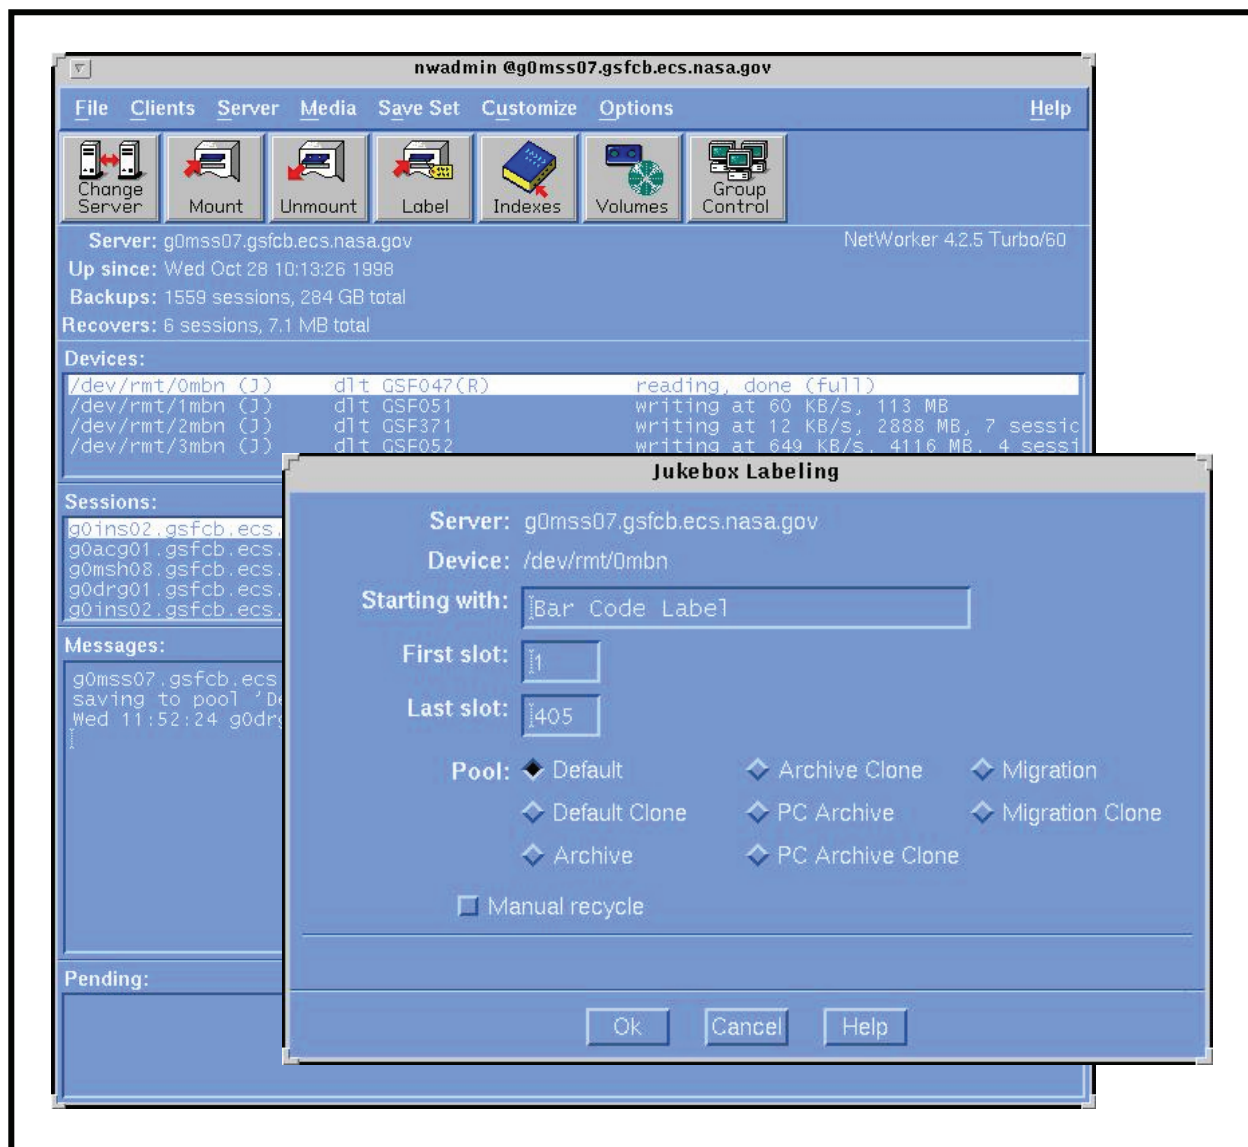 nwadmin @g0mss07.gsfcb.ecs.nasa.gov
File Clients Server Media Save Set Customize Options Help
Change Server Mount Unmount Label Indexes Volumes Group Control
Server: g0mss07.gsfcb.ecs.nasa.gov NetWorker 4.2.5 Turbo/60
Up since: Wed Oct 28 10:13:26 1998
Backups: 1559 sessions, 284 GB total
Recovers: 6 sessions, 7.1 MB total
Devices:
/dev/rmt/0mbn (J) dlt GSF047(R) reading, done (full)
/dev/rmt/1mbn (J) dlt GSF051 writing at 60 KB/s, 113 MB
/dev/rmt/2mbn (J) dlt GSF371 writing at 12 KB/s, 2888 MB, 7 sessic
/dev/rmt/3mbn (J) dlt GSF052 writing at 649 KB/s, 4116 MB, 4 sessi
Sessions:
g0ins02.gsfcb.ecs.
g0acg01.gsfcb.ecs.
g0msh08.gsfcb.ecs.
g0drg01.gsfcb.ecs.
g0ins02.gsfcb.ecs.
Messages:
g0mss07.gsfcb.ecs
saving to pool 'De
Wed 11:52:24 g0drg
Pending:
Jukebox Labeling
Server: g0mss07.gsfcb.ecs.nasa.gov
Device: /dev/rmt/0mbn
Starting with: Bar Code Label
First slot: 1
Last slot: 405
Pool: Default Archive Clone Migration
Default Clone PC Archive Migration Clone
Archive PC Archive Clone
Manual recycle
Ok Cancel Help